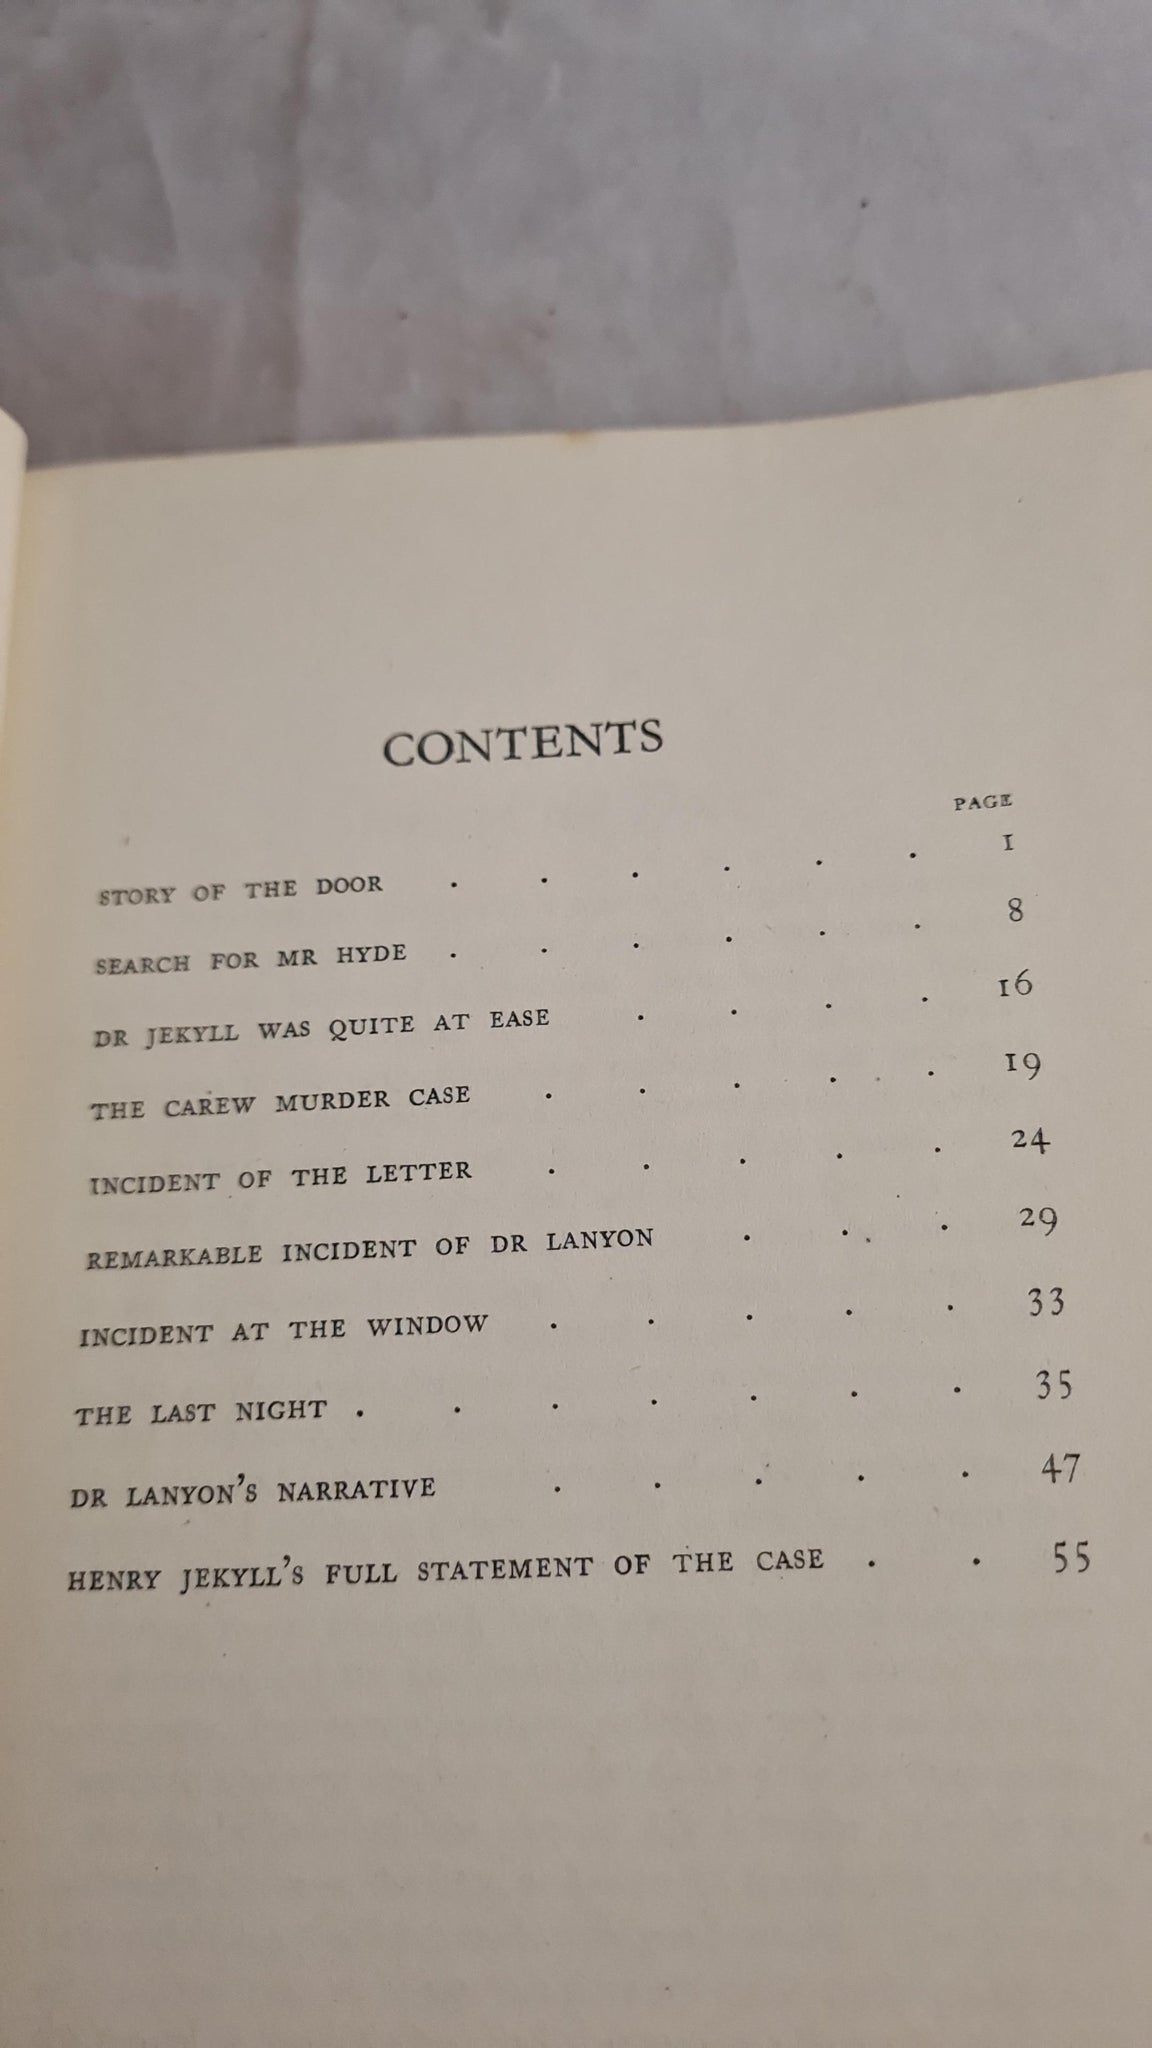 CONTENTS
PAGE
STORY OF THE DOOR . . . . . . 1
SEARCH FOR MR HYDE . . . . . . 8
DR JEKYLL WAS QUITE AT EASE . . . . 16
THE CAREW MURDER CASE . . . . . 19
INCIDENT OF THE LETTER . . . . . 24
REMARKABLE INCIDENT OF DR LANYON . . . 29
INCIDENT AT THE WINDOW . . . . . 33
THE LAST NIGHT . . . . . . . 35
DR LANYON'S NARRATIVE . . . . . 47
HENRY JEKYLL'S FULL STATEMENT OF THE CASE . . 55